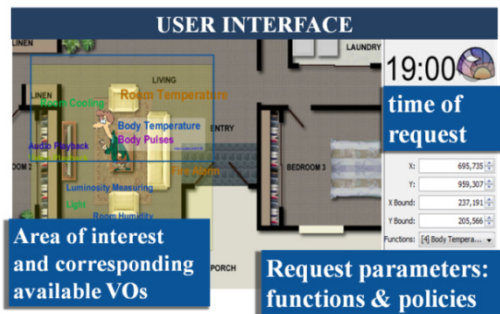 USER INTERFACE
LINEN
LAUNDRY
LIVING
19:00
LINEN
Room Cooling
Room Temperature
time of
request
Body Temperature
Body Pulses
ENTRY
Audio Playback
BEDROOM 3
X: 695,735
Y: 959,307
X Bound: 237,191
Y Bound: 205,566
Functions: [4] Body Tempera...
Luminosity Measuring
Light
Room Humidity
Area of interest
and corresponding
available VOs
PORCH
Request parameters:
functions & policies